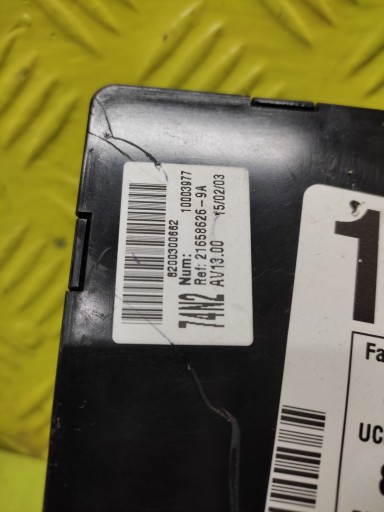 8200300662
Num: 10003977
Ref: 21658626-9A
74N2 AV13.00 15/02/03
1
Fa
UC